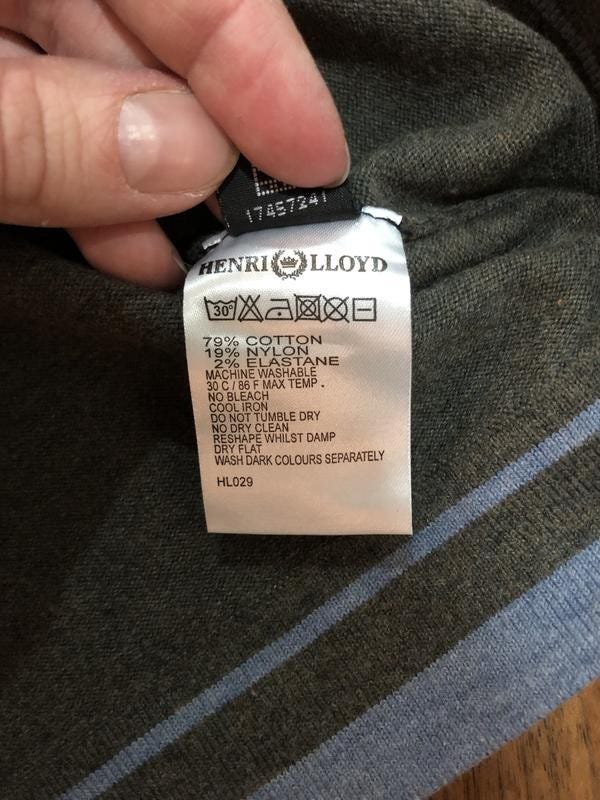 17457241
HENRI LLOYD
30°
79% COTTON
19% NYLON
2% ELASTANE
MACHINE WASHABLE
30 C / 86 F MAX TEMP .
NO BLEACH
COOL IRON
DO NOT TUMBLE DRY
NO DRY CLEAN
RESHAPE WHILST DAMP
DRY FLAT
WASH DARK COLOURS SEPARATELY
HL029